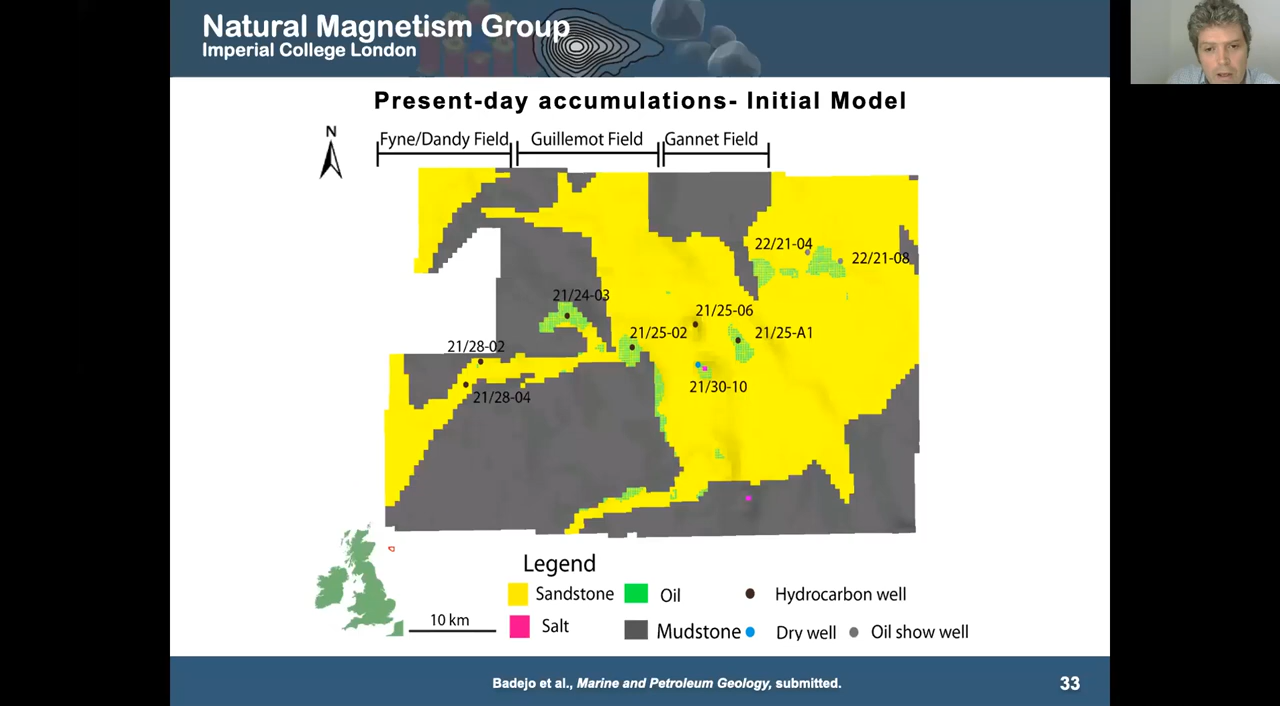 Natural Magnetism Group
Imperial College London
Present-day accumulations- Initial Model
N
Fyne/Dandy Field
Guillemot Field
Gannet Field
22/21-04
22/21-08
21/24-03
21/25-06
21/25-02
21/25-A1
21/28-02
21/30-10
21/28-04
Legend
Sandstone
Oil
Hydrocarbon well
10 km
Salt
Mudstone
Dry well
Oil show well
Badejo et al., Marine and Petroleum Geology, submitted.
33